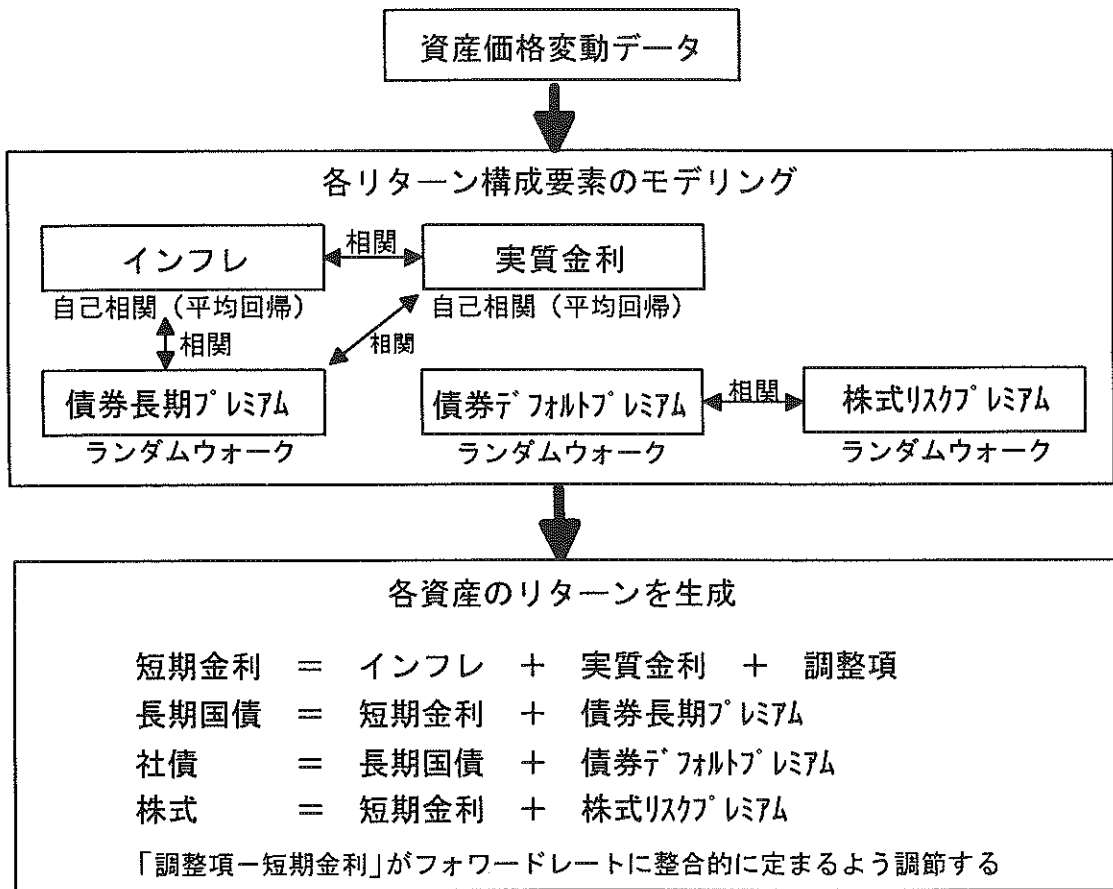 資産価格変動データ
各リターン構成要素のモデリング
インフレ
相関
実質金利
自己相関（平均回帰）
自己相関（平均回帰）
相関
相関
債券長期ﾌﾟﾚﾐｱﾑ
債券ﾃﾞﾌｫﾙﾄﾌﾟﾚﾐｱﾑ
相関
株式ﾘｽｸﾌﾟﾚﾐｱﾑ
ランダムウォーク
ランダムウォーク
ランダムウォーク
各資産のリターンを生成
短期金利 ＝ インフレ ＋ 実質金利 ＋ 調整項
長期国債 ＝ 短期金利 ＋ 債券長期ﾌﾟﾚﾐｱﾑ
社債 ＝ 長期国債 ＋ 債券ﾃﾞﾌｫﾙﾄﾌﾟﾚﾐｱﾑ
株式 ＝ 短期金利 ＋ 株式ﾘｽｸﾌﾟﾚﾐｱﾑ
「調整項－短期金利」がフォワードレートに整合的に定まるよう調節する